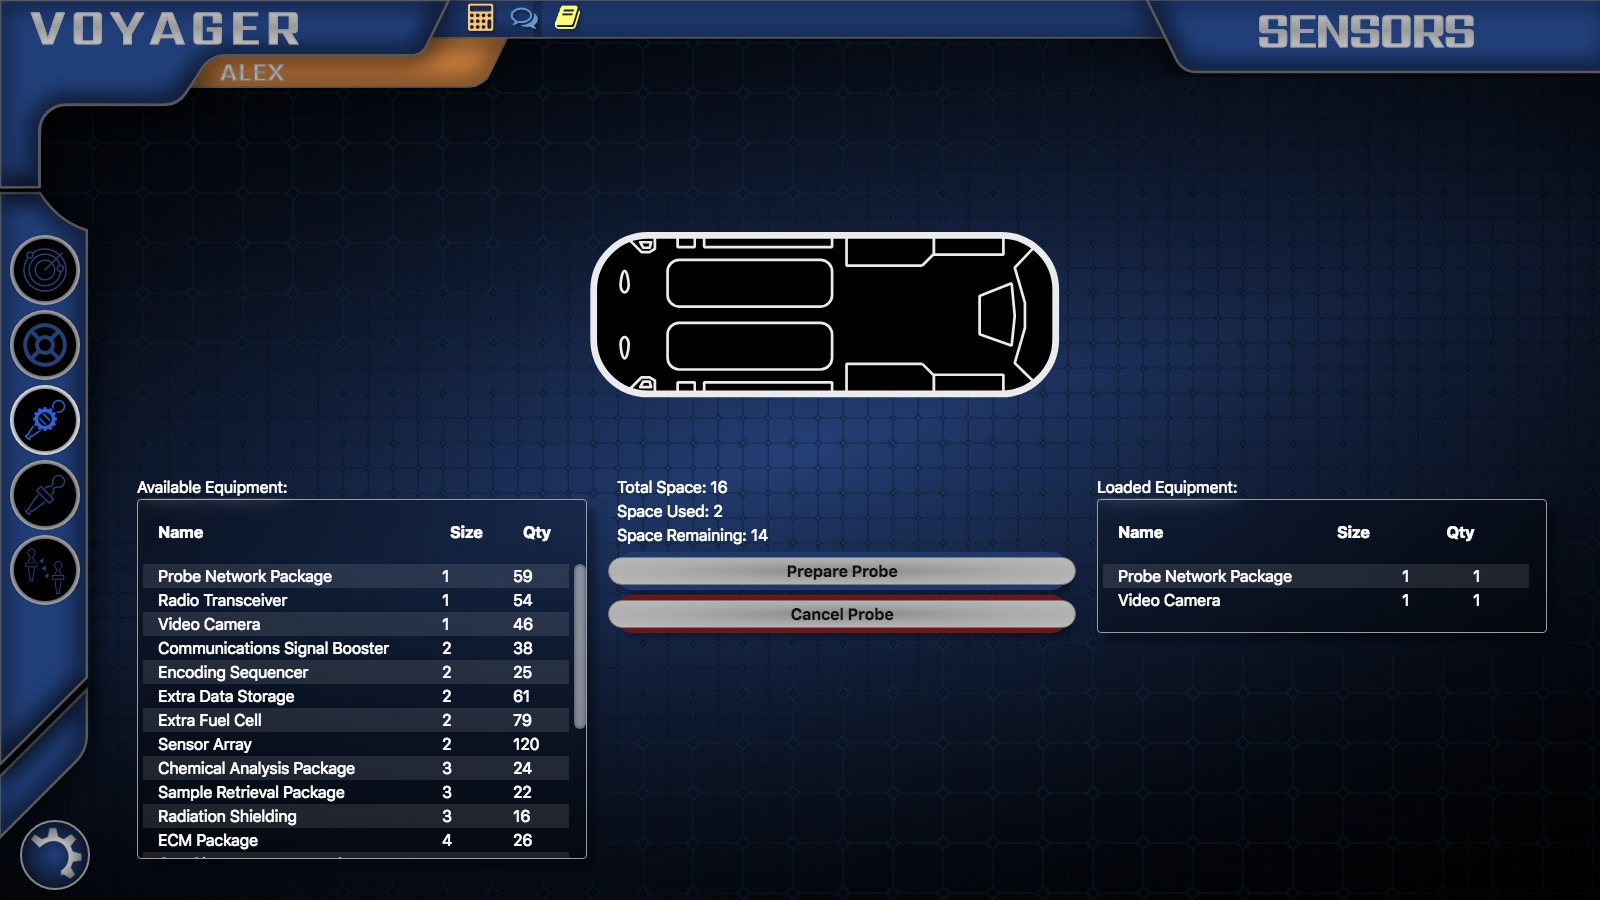 VOYAGER
SENSORS
ALEX
Available Equipment:
Name Size Qty
Probe Network Package 1 59
Radio Transceiver 1 54
Video Camera 1 46
Communications Signal Booster 2 38
Encoding Sequencer 2 25
Extra Data Storage 2 61
Extra Fuel Cell 2 79
Sensor Array 2 120
Chemical Analysis Package 3 24
Sample Retrieval Package 3 22
Radiation Shielding 3 16
ECM Package 4 26
Total Space: 16
Space Used: 2
Space Remaining: 14
Prepare Probe
Cancel Probe
Loaded Equipment:
Name Size Qty
Probe Network Package 1 1
Video Camera 1 1